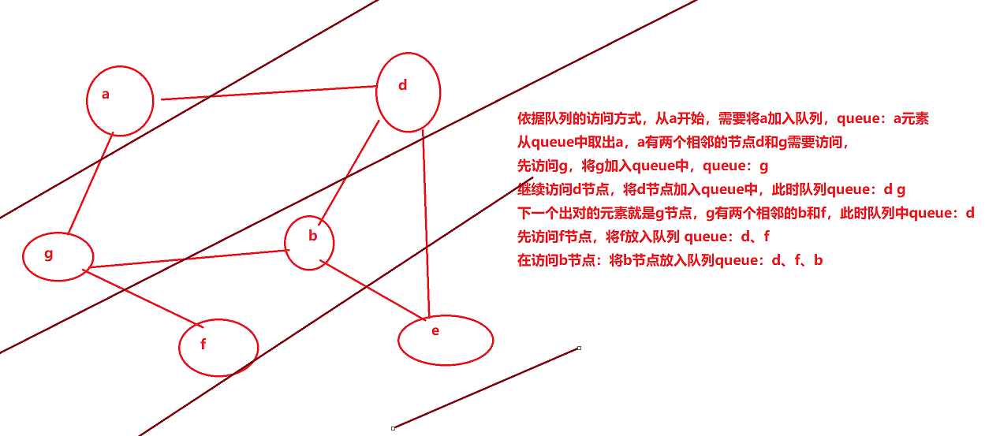 a
d
依据队列的访问方式，从a开始，需要将a加入队列，queue：a元素
从queue中取出a，a有两个相邻的节点d和g需要访问，
先访问g，将g加入queue中，queue：g
继续访问d节点，将d节点加入queue中，此时队列queue：d g
下一个出对的元素就是g节点，g有两个相邻的b和f，此时队列中queue：d
先访问f节点，将f放入队列 queue：d、f
在访问b节点：将b节点放入队列queue：d、f、b
b
g
e
f